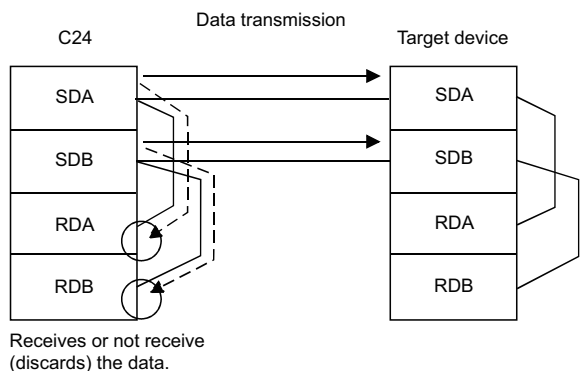 Data transmission
C24
Target device
SDA
SDA
SDB
SDB
RDA
RDA
RDB
RDB
Receives or not receive
(discards) the data.